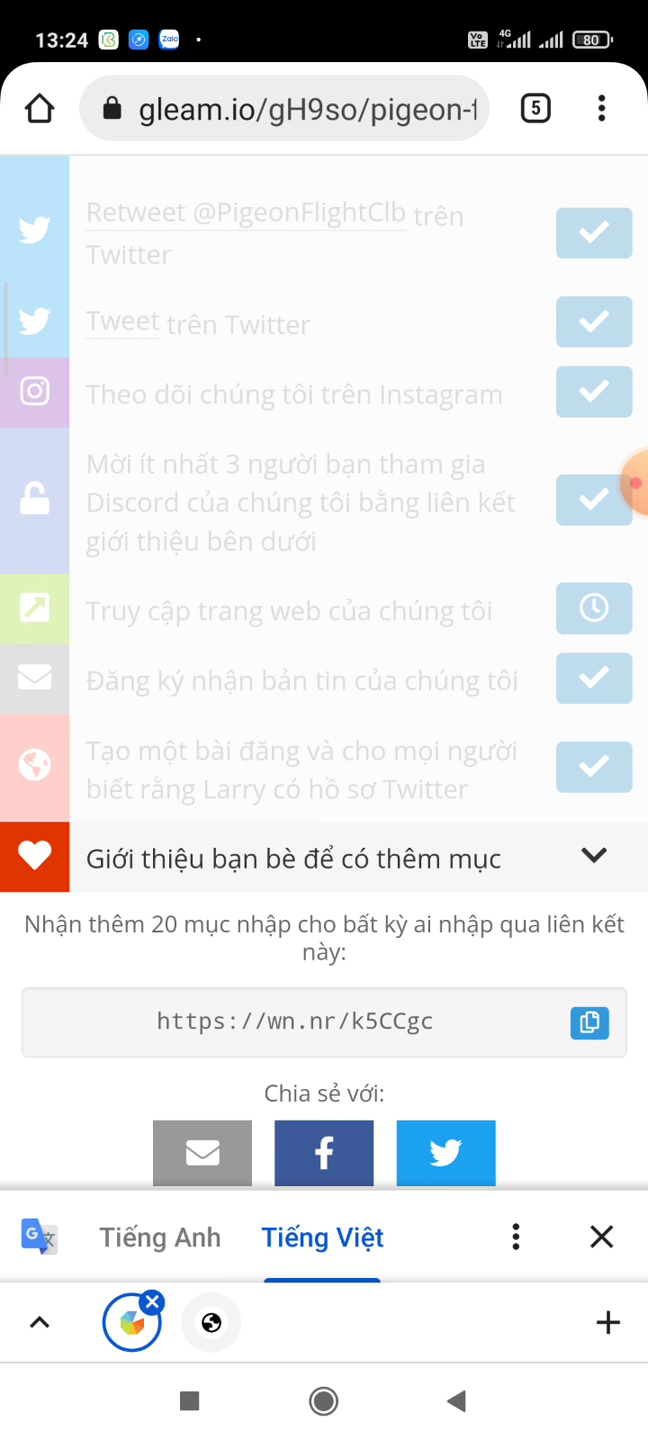 13:24
Zalo
Vo
LTE
4G
80
gleam.io/gH9so/pigeon-f
5
Retweet @PigeonFlightClb trên
Twitter
Tweet trên Twitter
Theo dõi chúng tôi trên Instagram
Mời ít nhất 3 người bạn tham gia
Discord của chúng tôi bằng liên kết
giới thiệu bên dưới
Truy cập trang web của chúng tôi
Đăng ký nhận bản tin của chúng tôi
Tạo một bài đăng và cho mọi người
biết rằng Larry có hồ sơ Twitter
Giới thiệu bạn bè để có thêm mục
Nhận thêm 20 mục nhập cho bất kỳ ai nhập qua liên kết
này:
https://wn.nr/k5CCgc
Chia sẻ với:
Tiếng Anh
Tiếng Việt